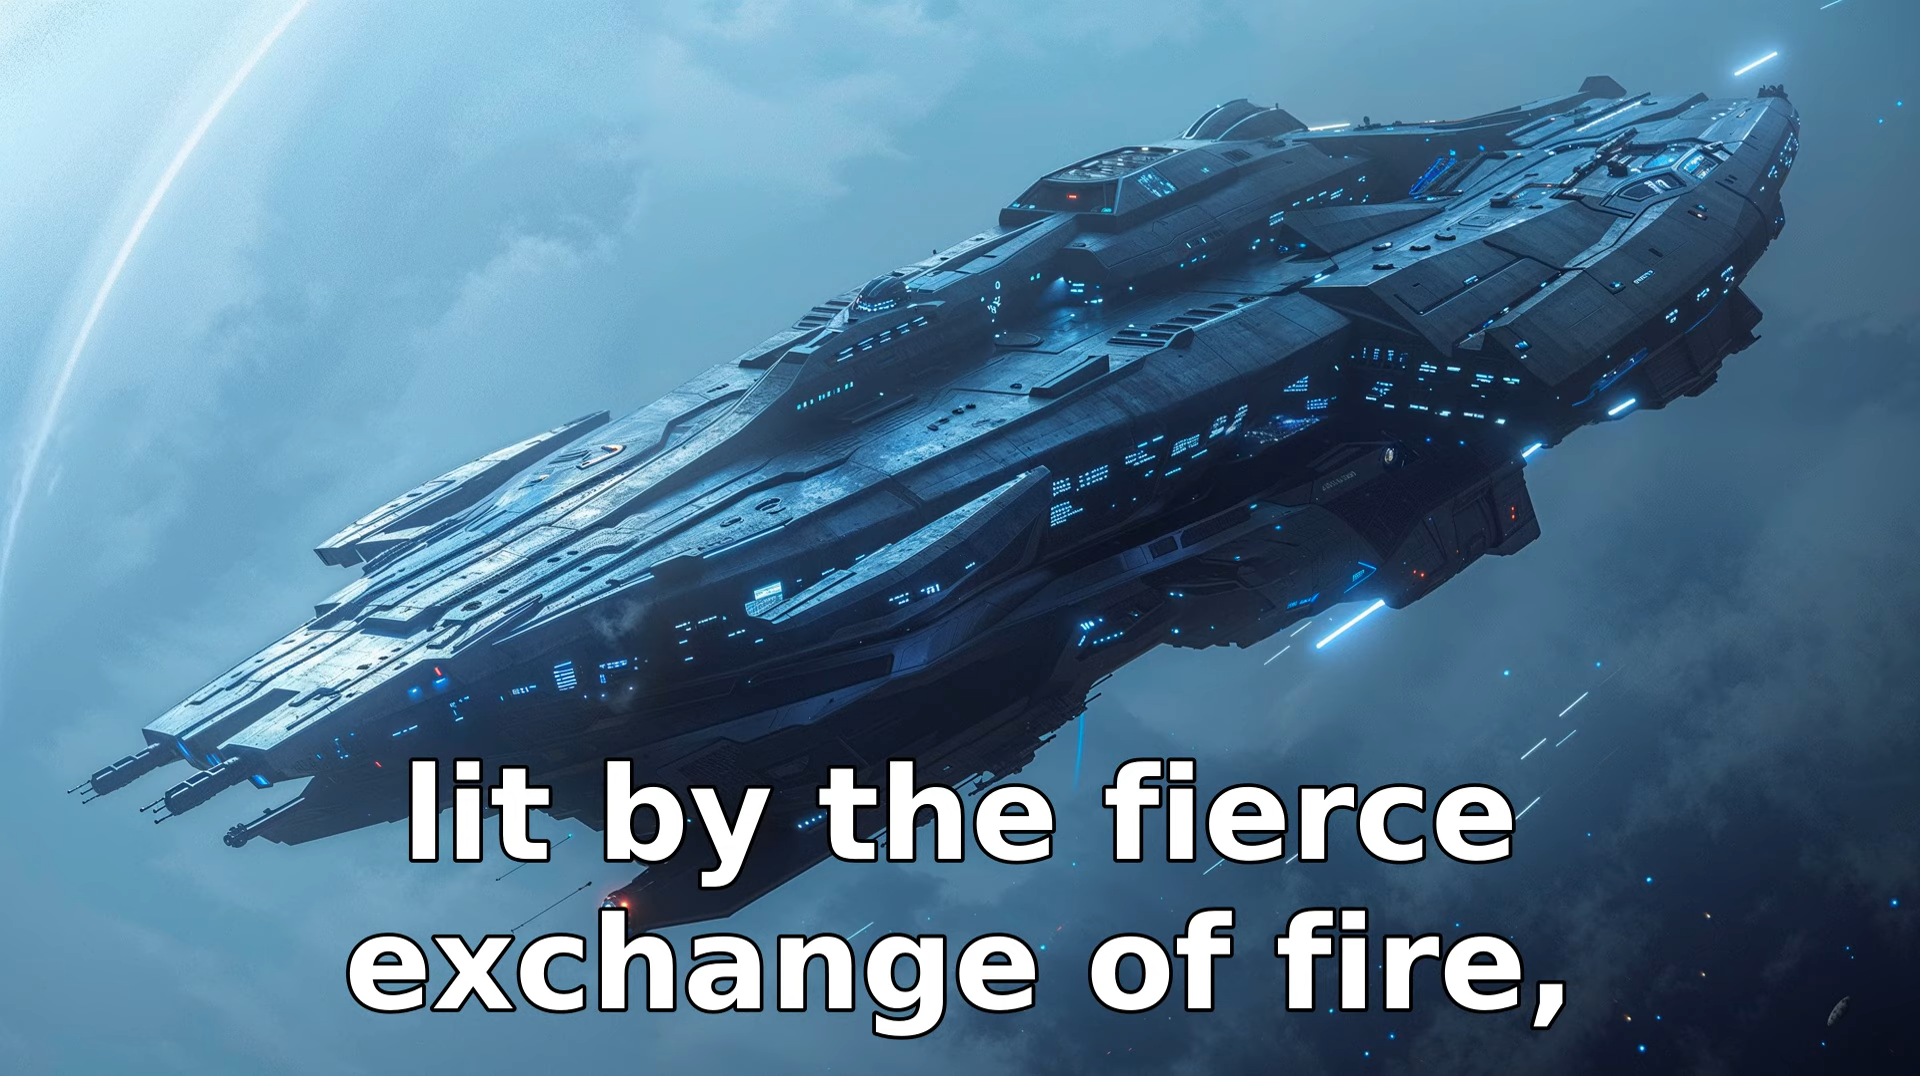 lit by the fierce
exchange of fire,